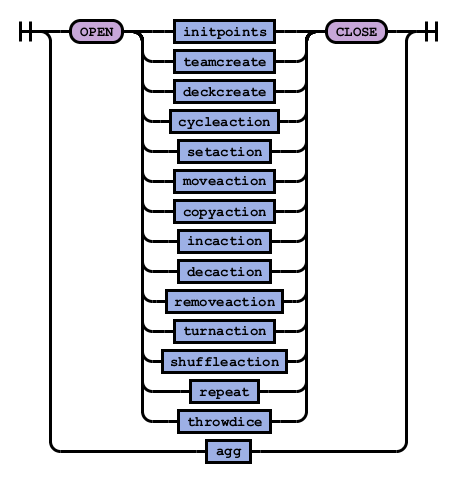 OPEN initpoints CLOSE
teamcreate
deckcreate
cycleaction
setaction
moveaction
copyaction
incaction
decaction
removeaction
turnaction
shuffleaction
repeat
throwdice
agg